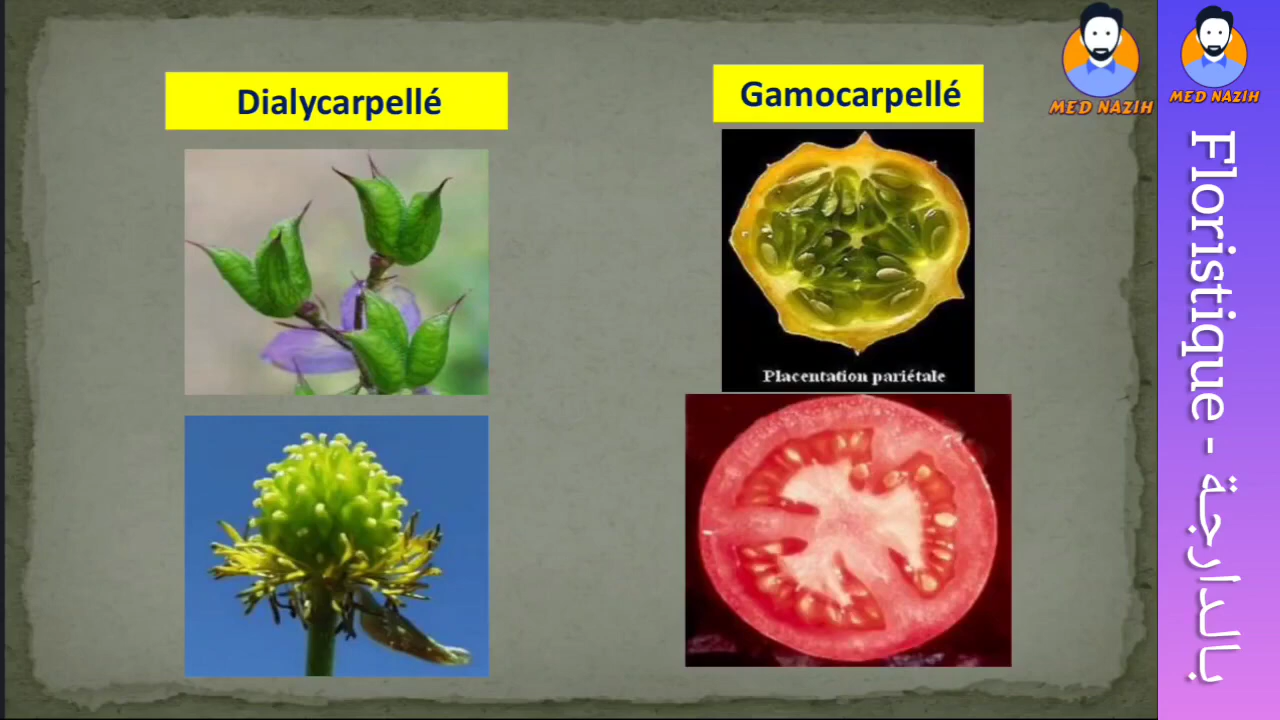 Dialycarpellé
Gamocarpellé
Placentation pariétale
MED NAZIH
MED NAZIH
Floristique - بالدارجة